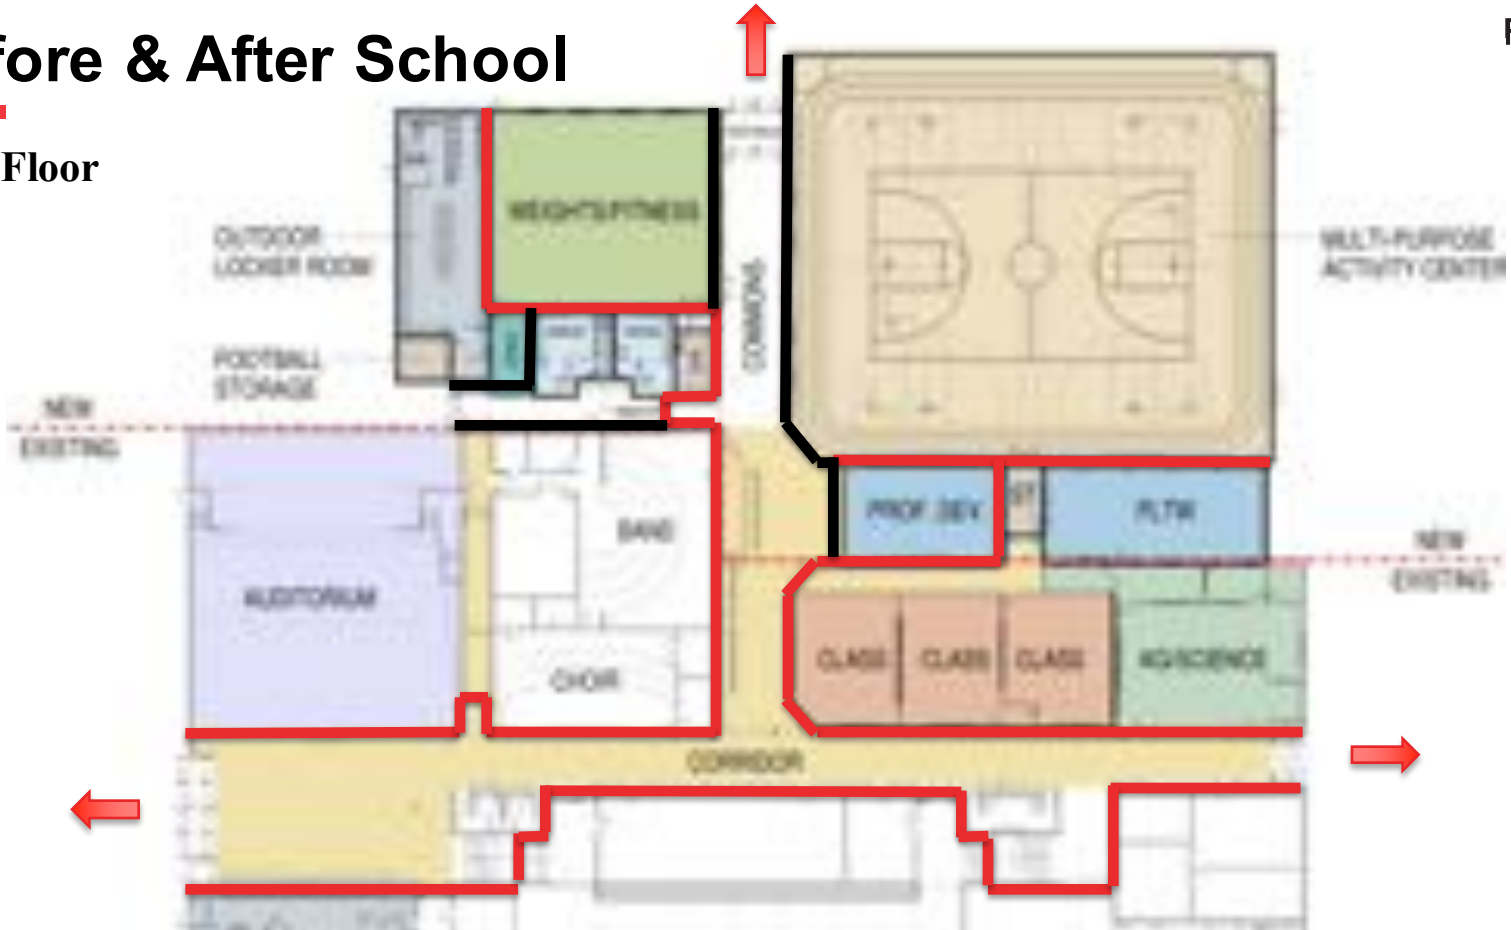 fore & After School
Floor
WEIGHTS/FITNESS
OUTDOOR
LOCKER ROOM
MULTI-PURPOSE
ACTIVITY CENTER
COMMONS
FOOTBALL
STORAGE
NEW
EXISTING
PROF. DEV.
ST
PLTW
BAND
NEW
EXISTING
AUDITORIUM
CHOIR
CLASS
CLASS
CLASS
AG/SCIENCE
CORRIDOR